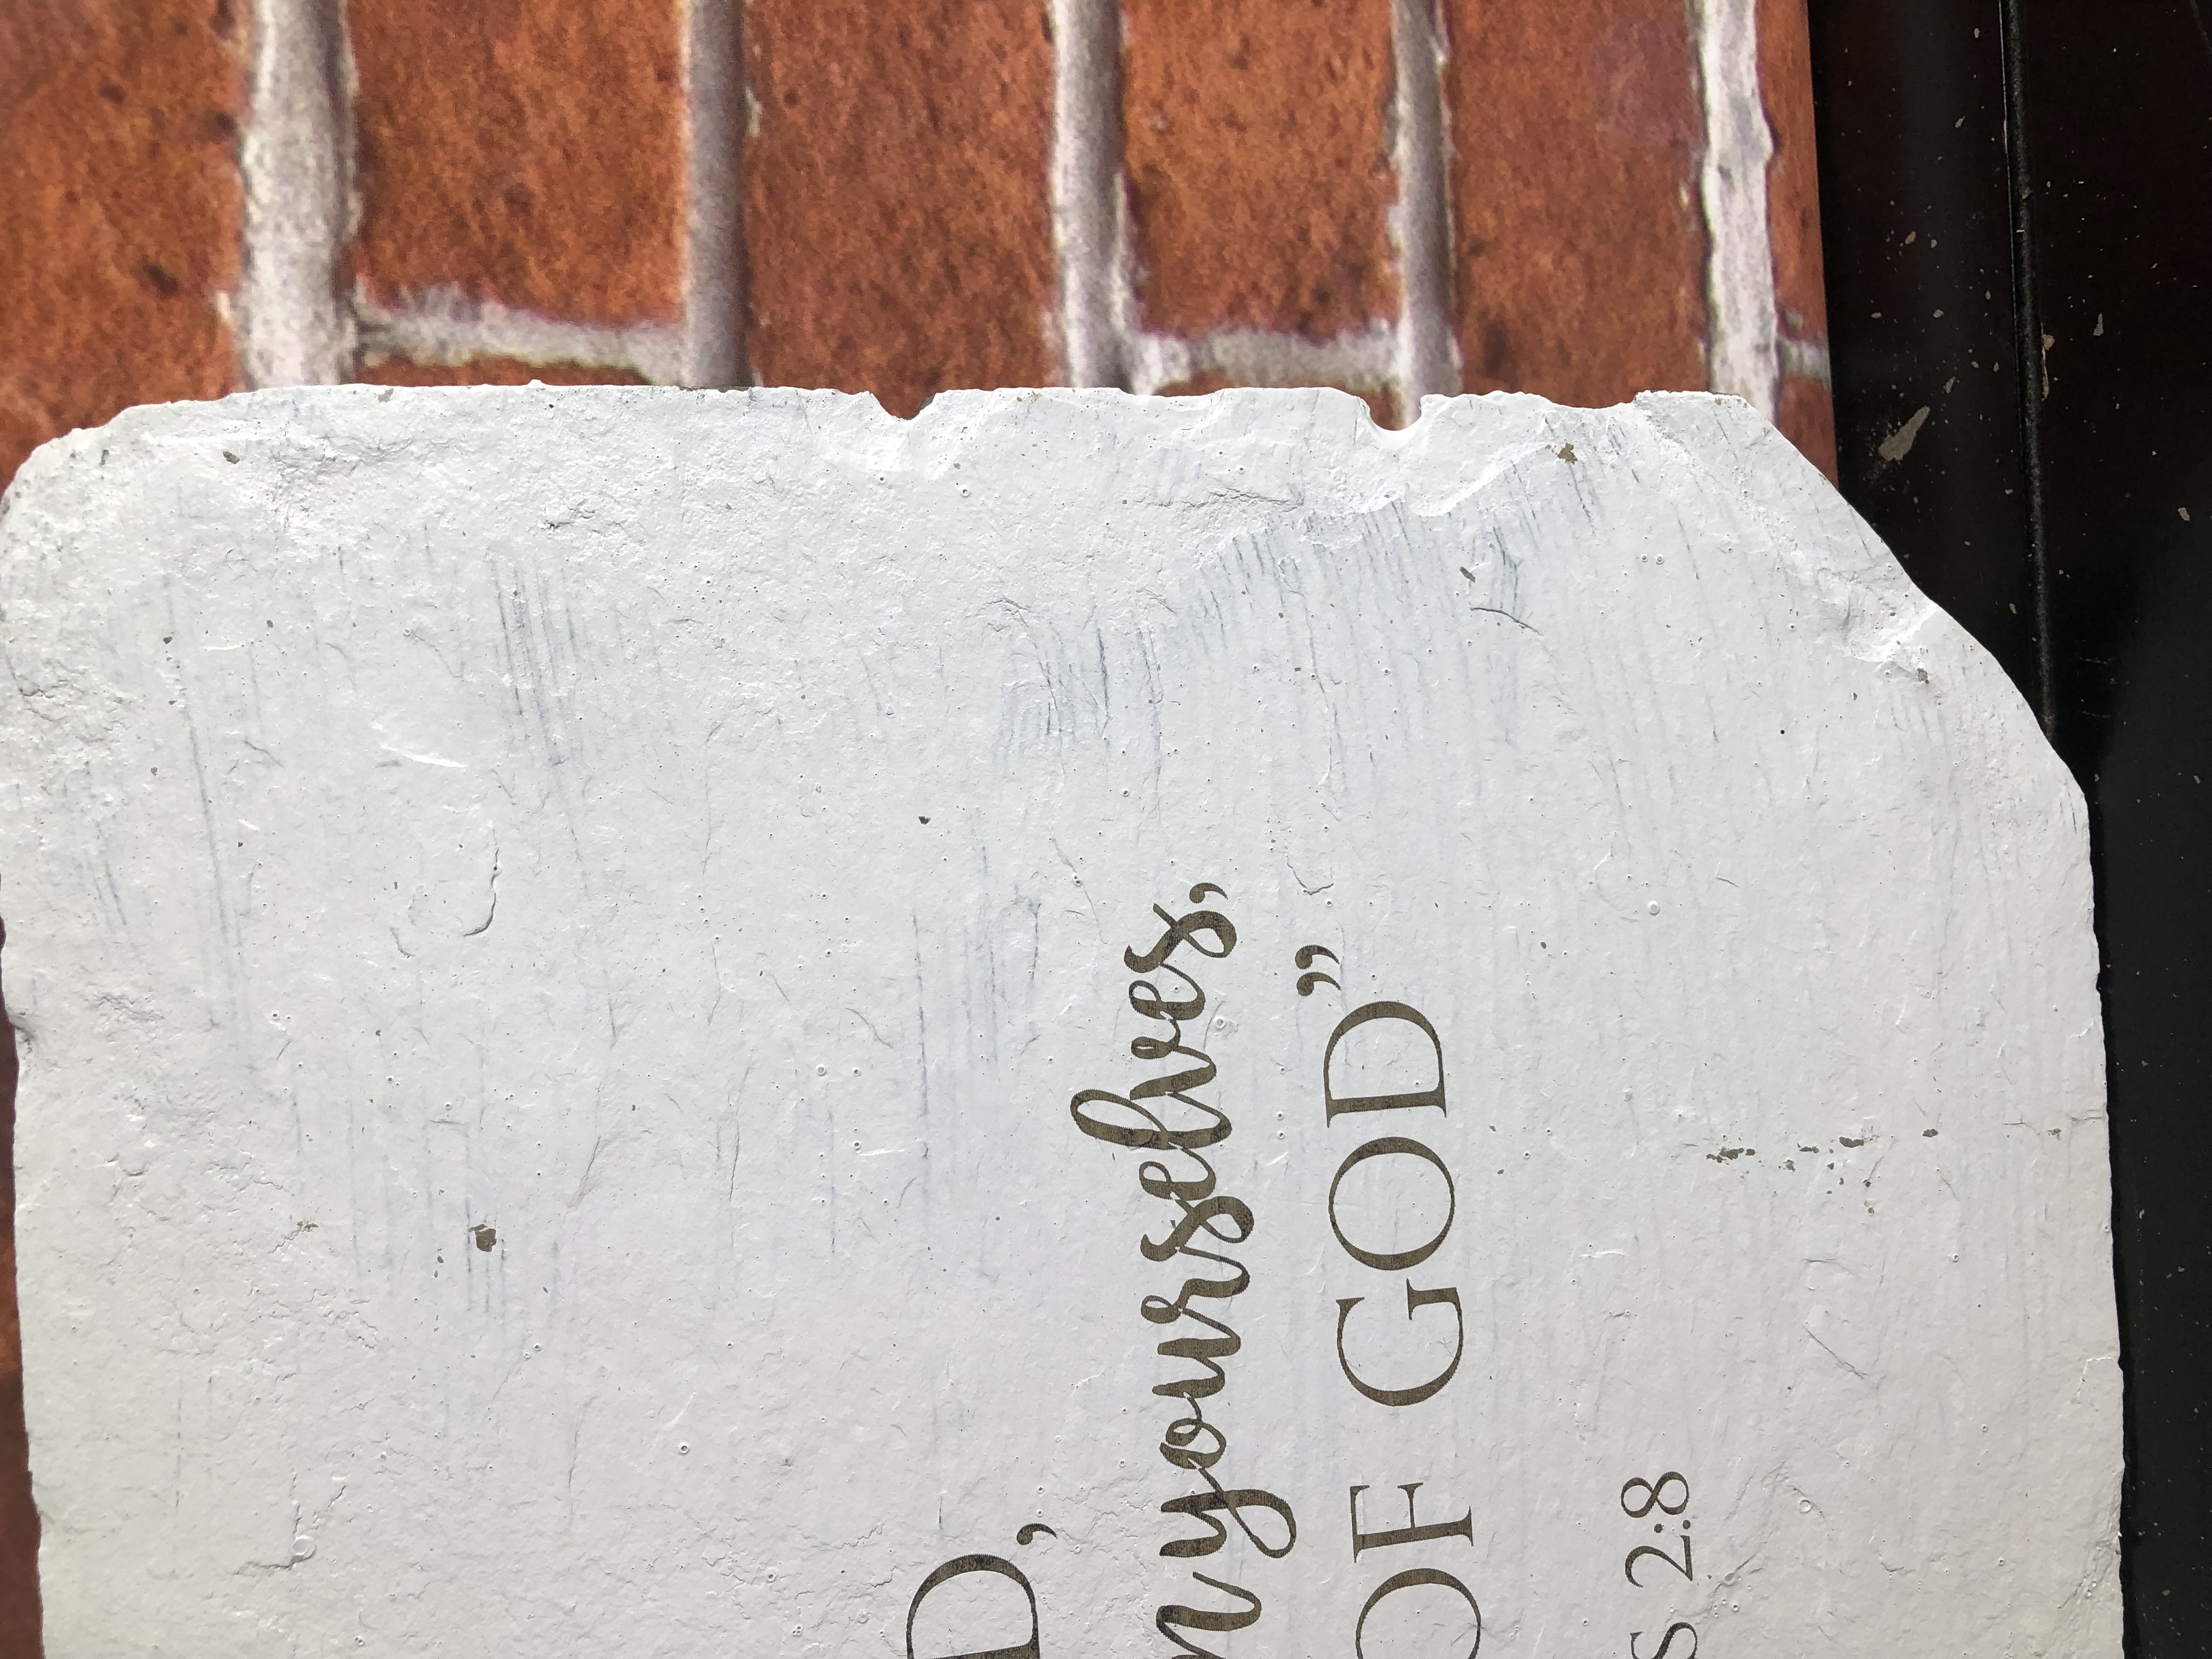 D,
n yourselves,
OF GOD”
S 2:8